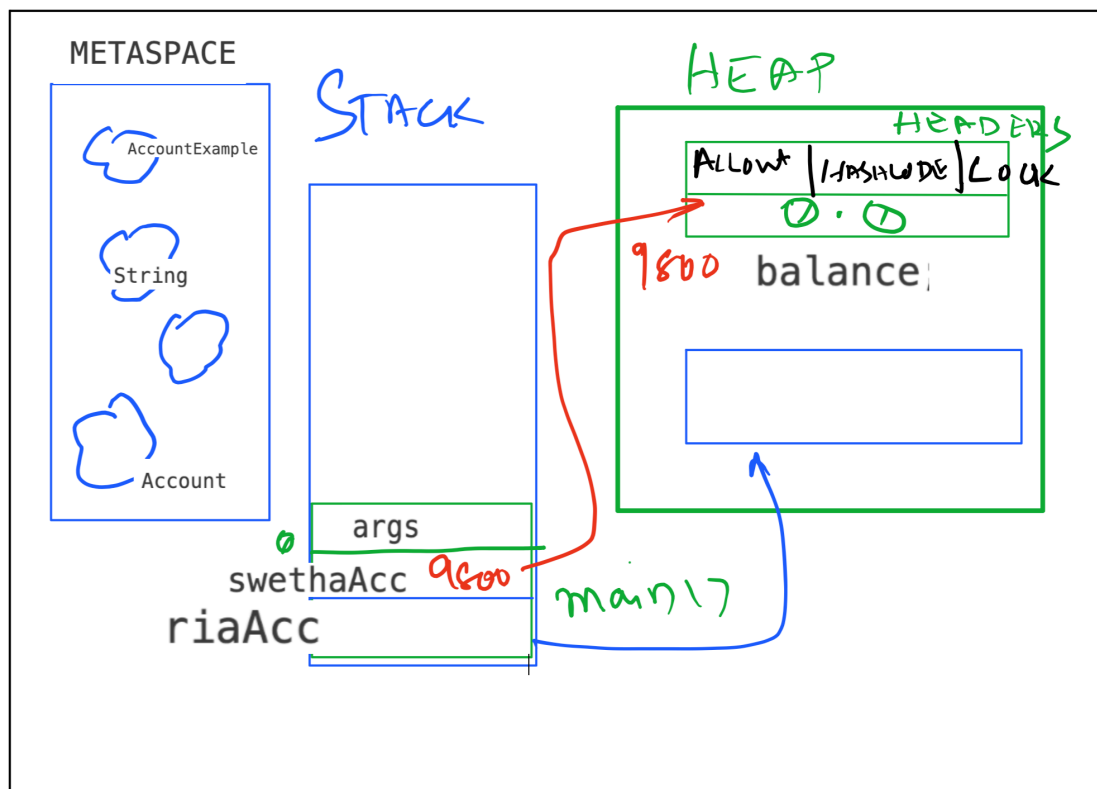 METASPACE
AccountExample
String
Account
STACK
0
args
swethaAcc 9800
riaAcc
main()
HEAP
HEADERS
HASHCODE LOCK
0.0
9800
balance;